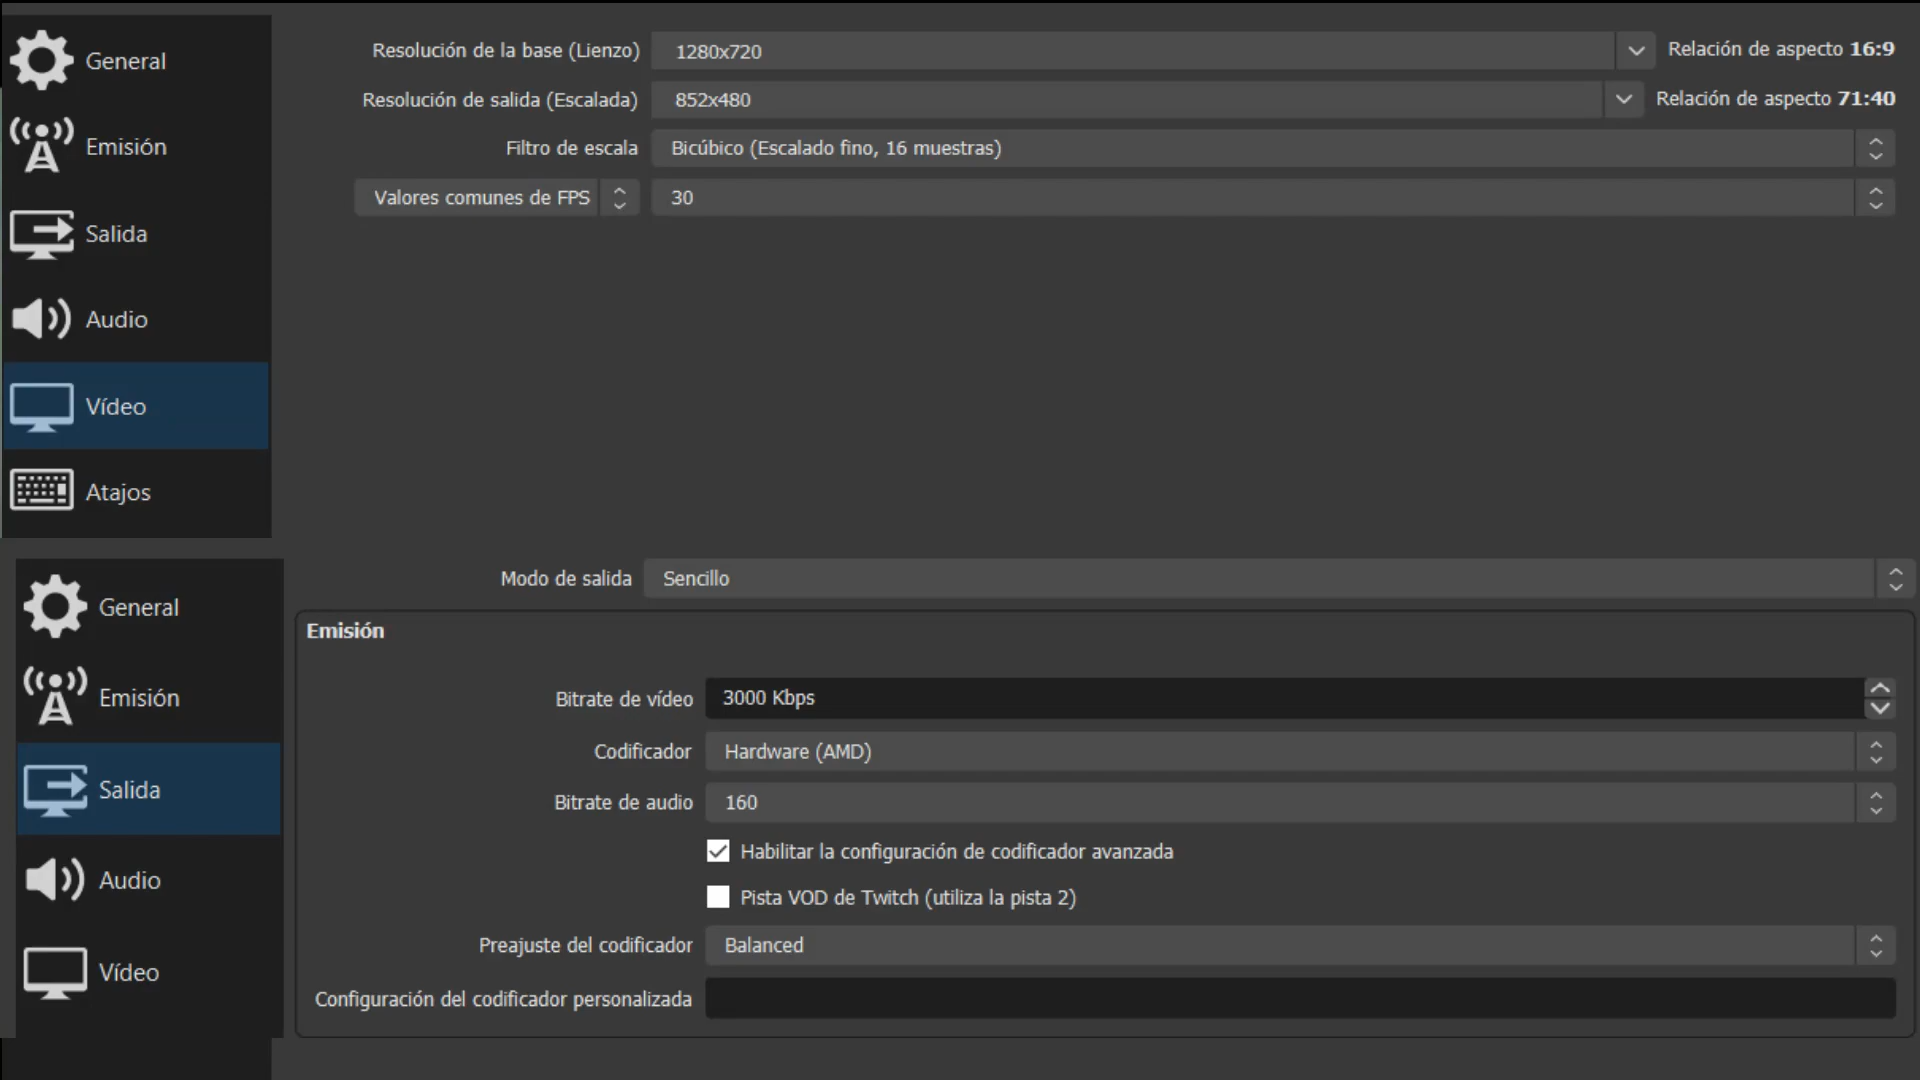 General
Emisión
Salida
Audio
Vídeo
Atajos
Resolución de la base (Lienzo) 1280x720 Relación de aspecto 16:9
Resolución de salida (Escalada) 852x480 Relación de aspecto 71:40
Filtro de escala Bicúbico (Escalado fino, 16 muestras)
Valores comunes de FPS 30
General
Emisión
Salida
Audio
Vídeo
Modo de salida Sencillo
Emisión
Bitrate de vídeo 3000 Kbps
Codificador Hardware (AMD)
Bitrate de audio 160
Habilitar la configuración de codificador avanzada
Pista VOD de Twitch (utiliza la pista 2)
Preajuste del codificador Balanced
Configuración del codificador personalizada